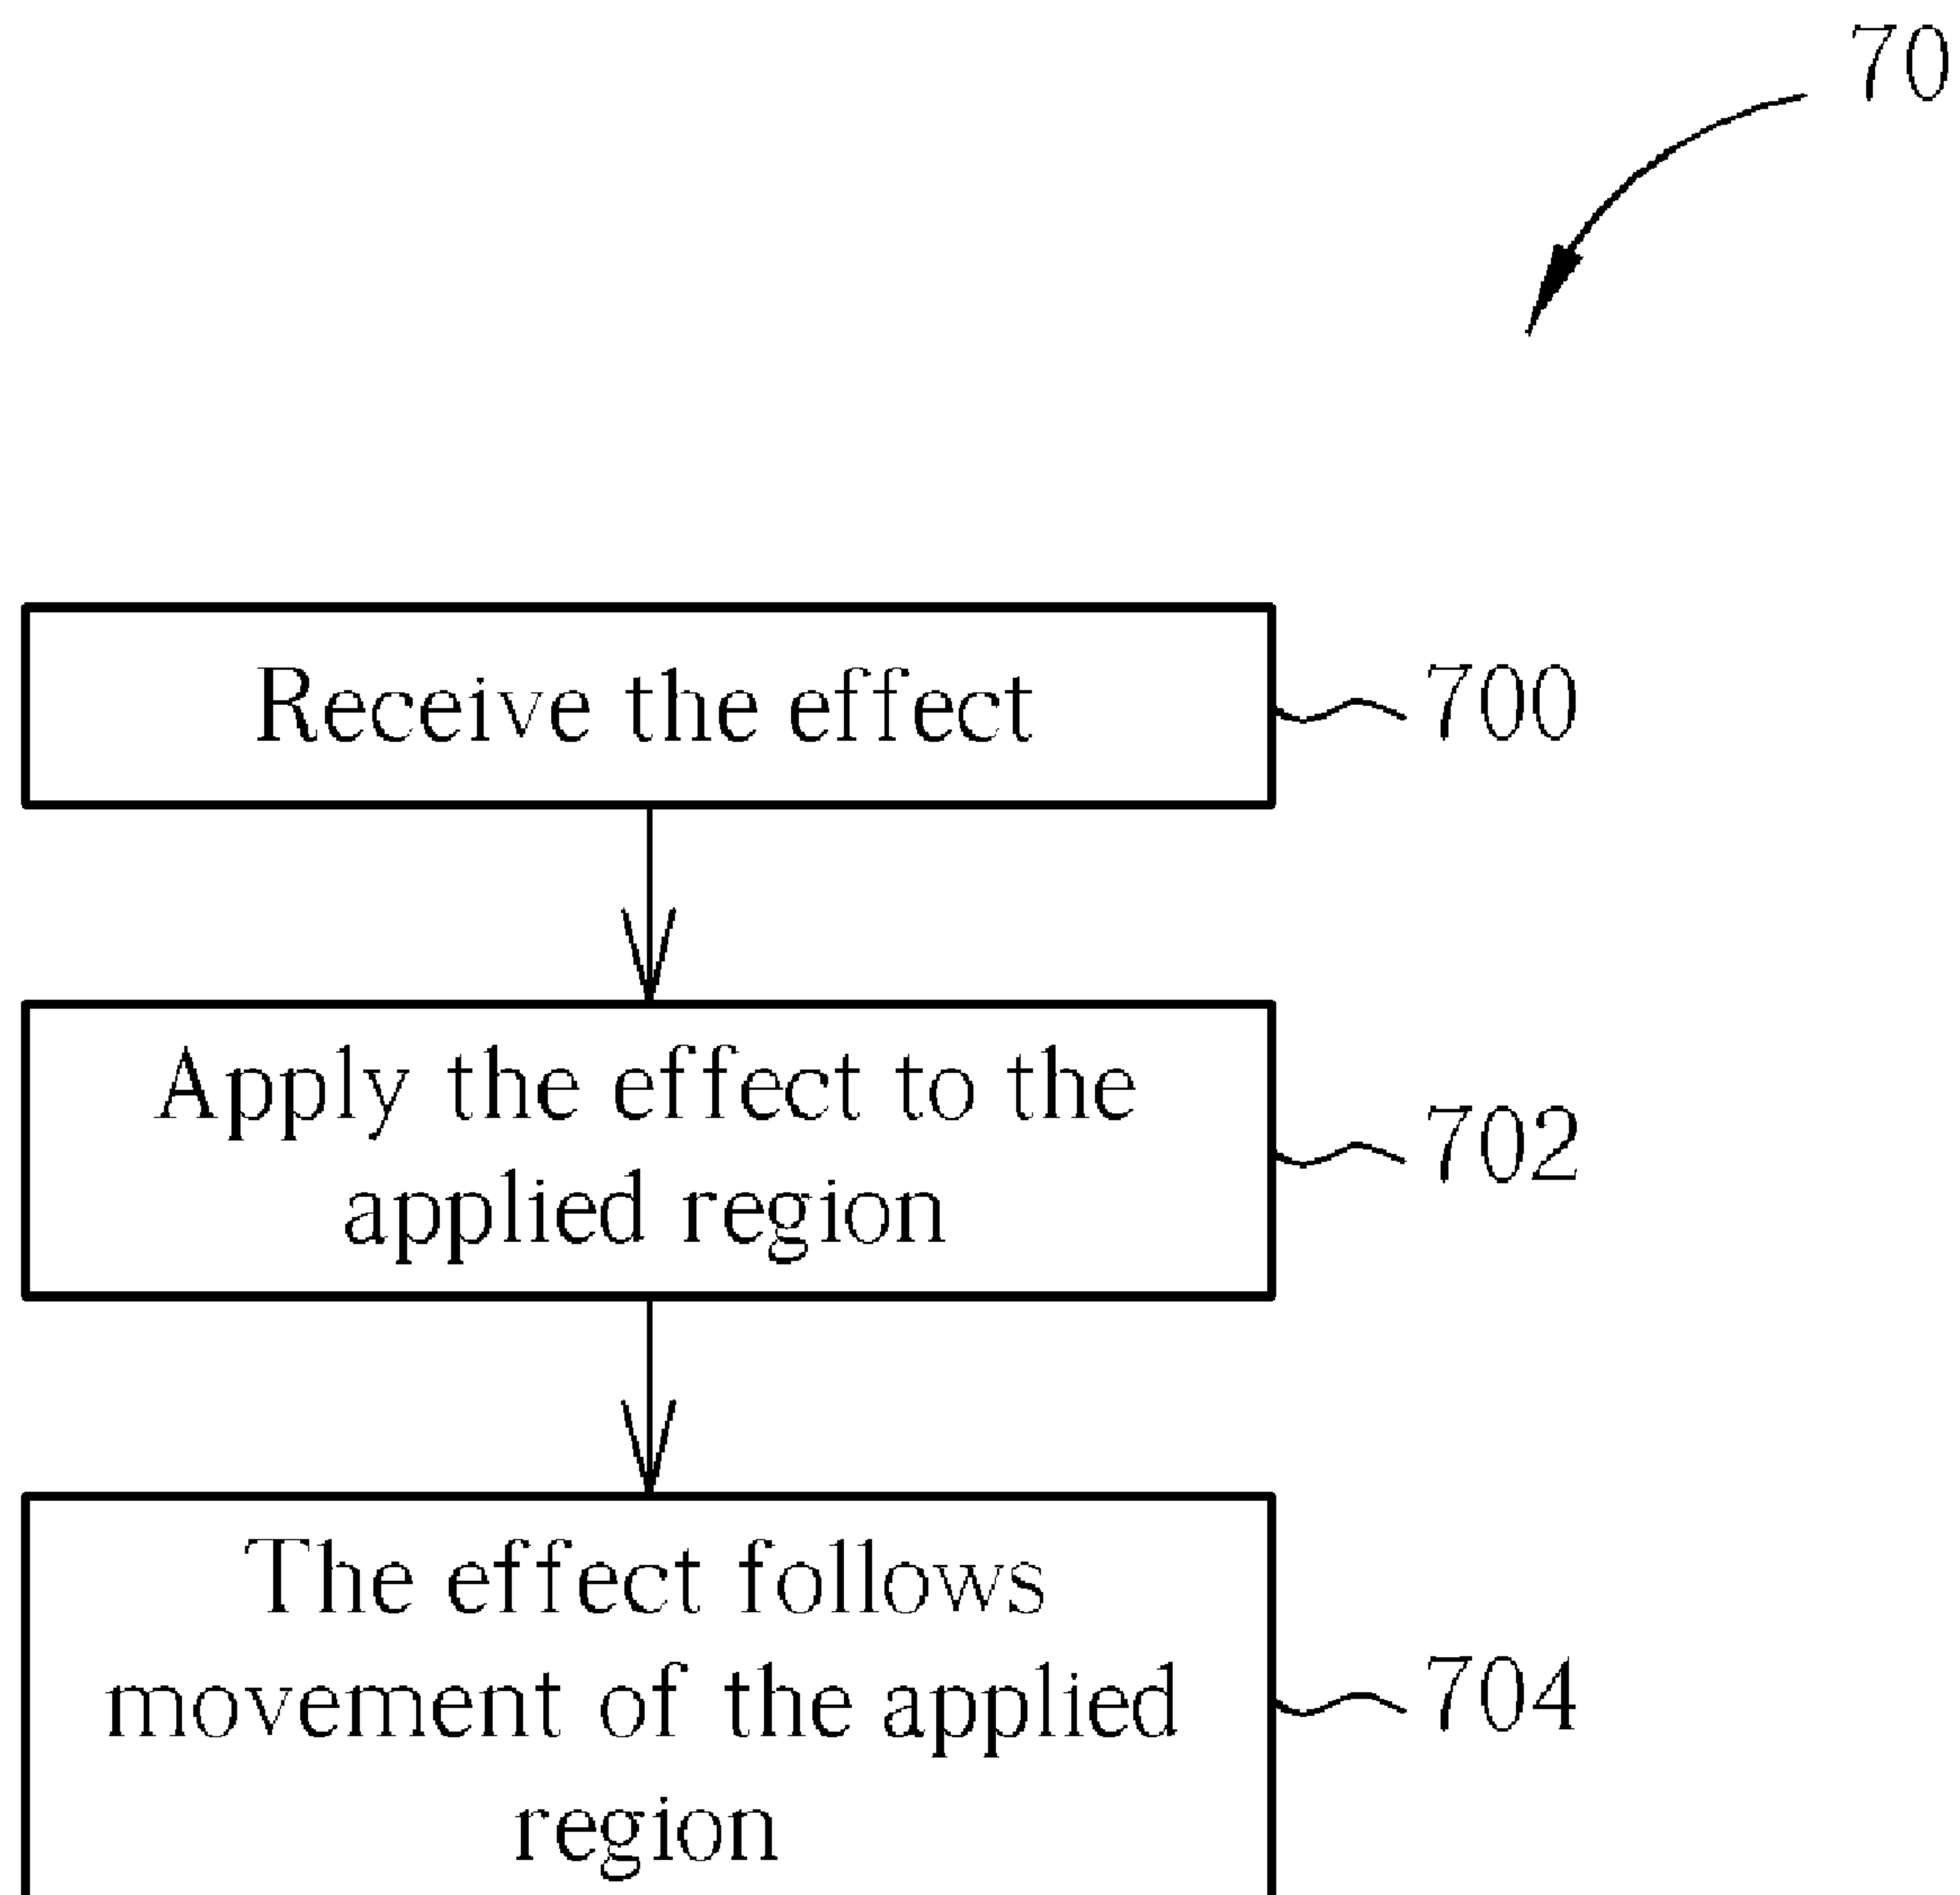 70
Receive the effect
700
Apply the effect to the
applied region
702
The effect follows
movement of the applied
region
704